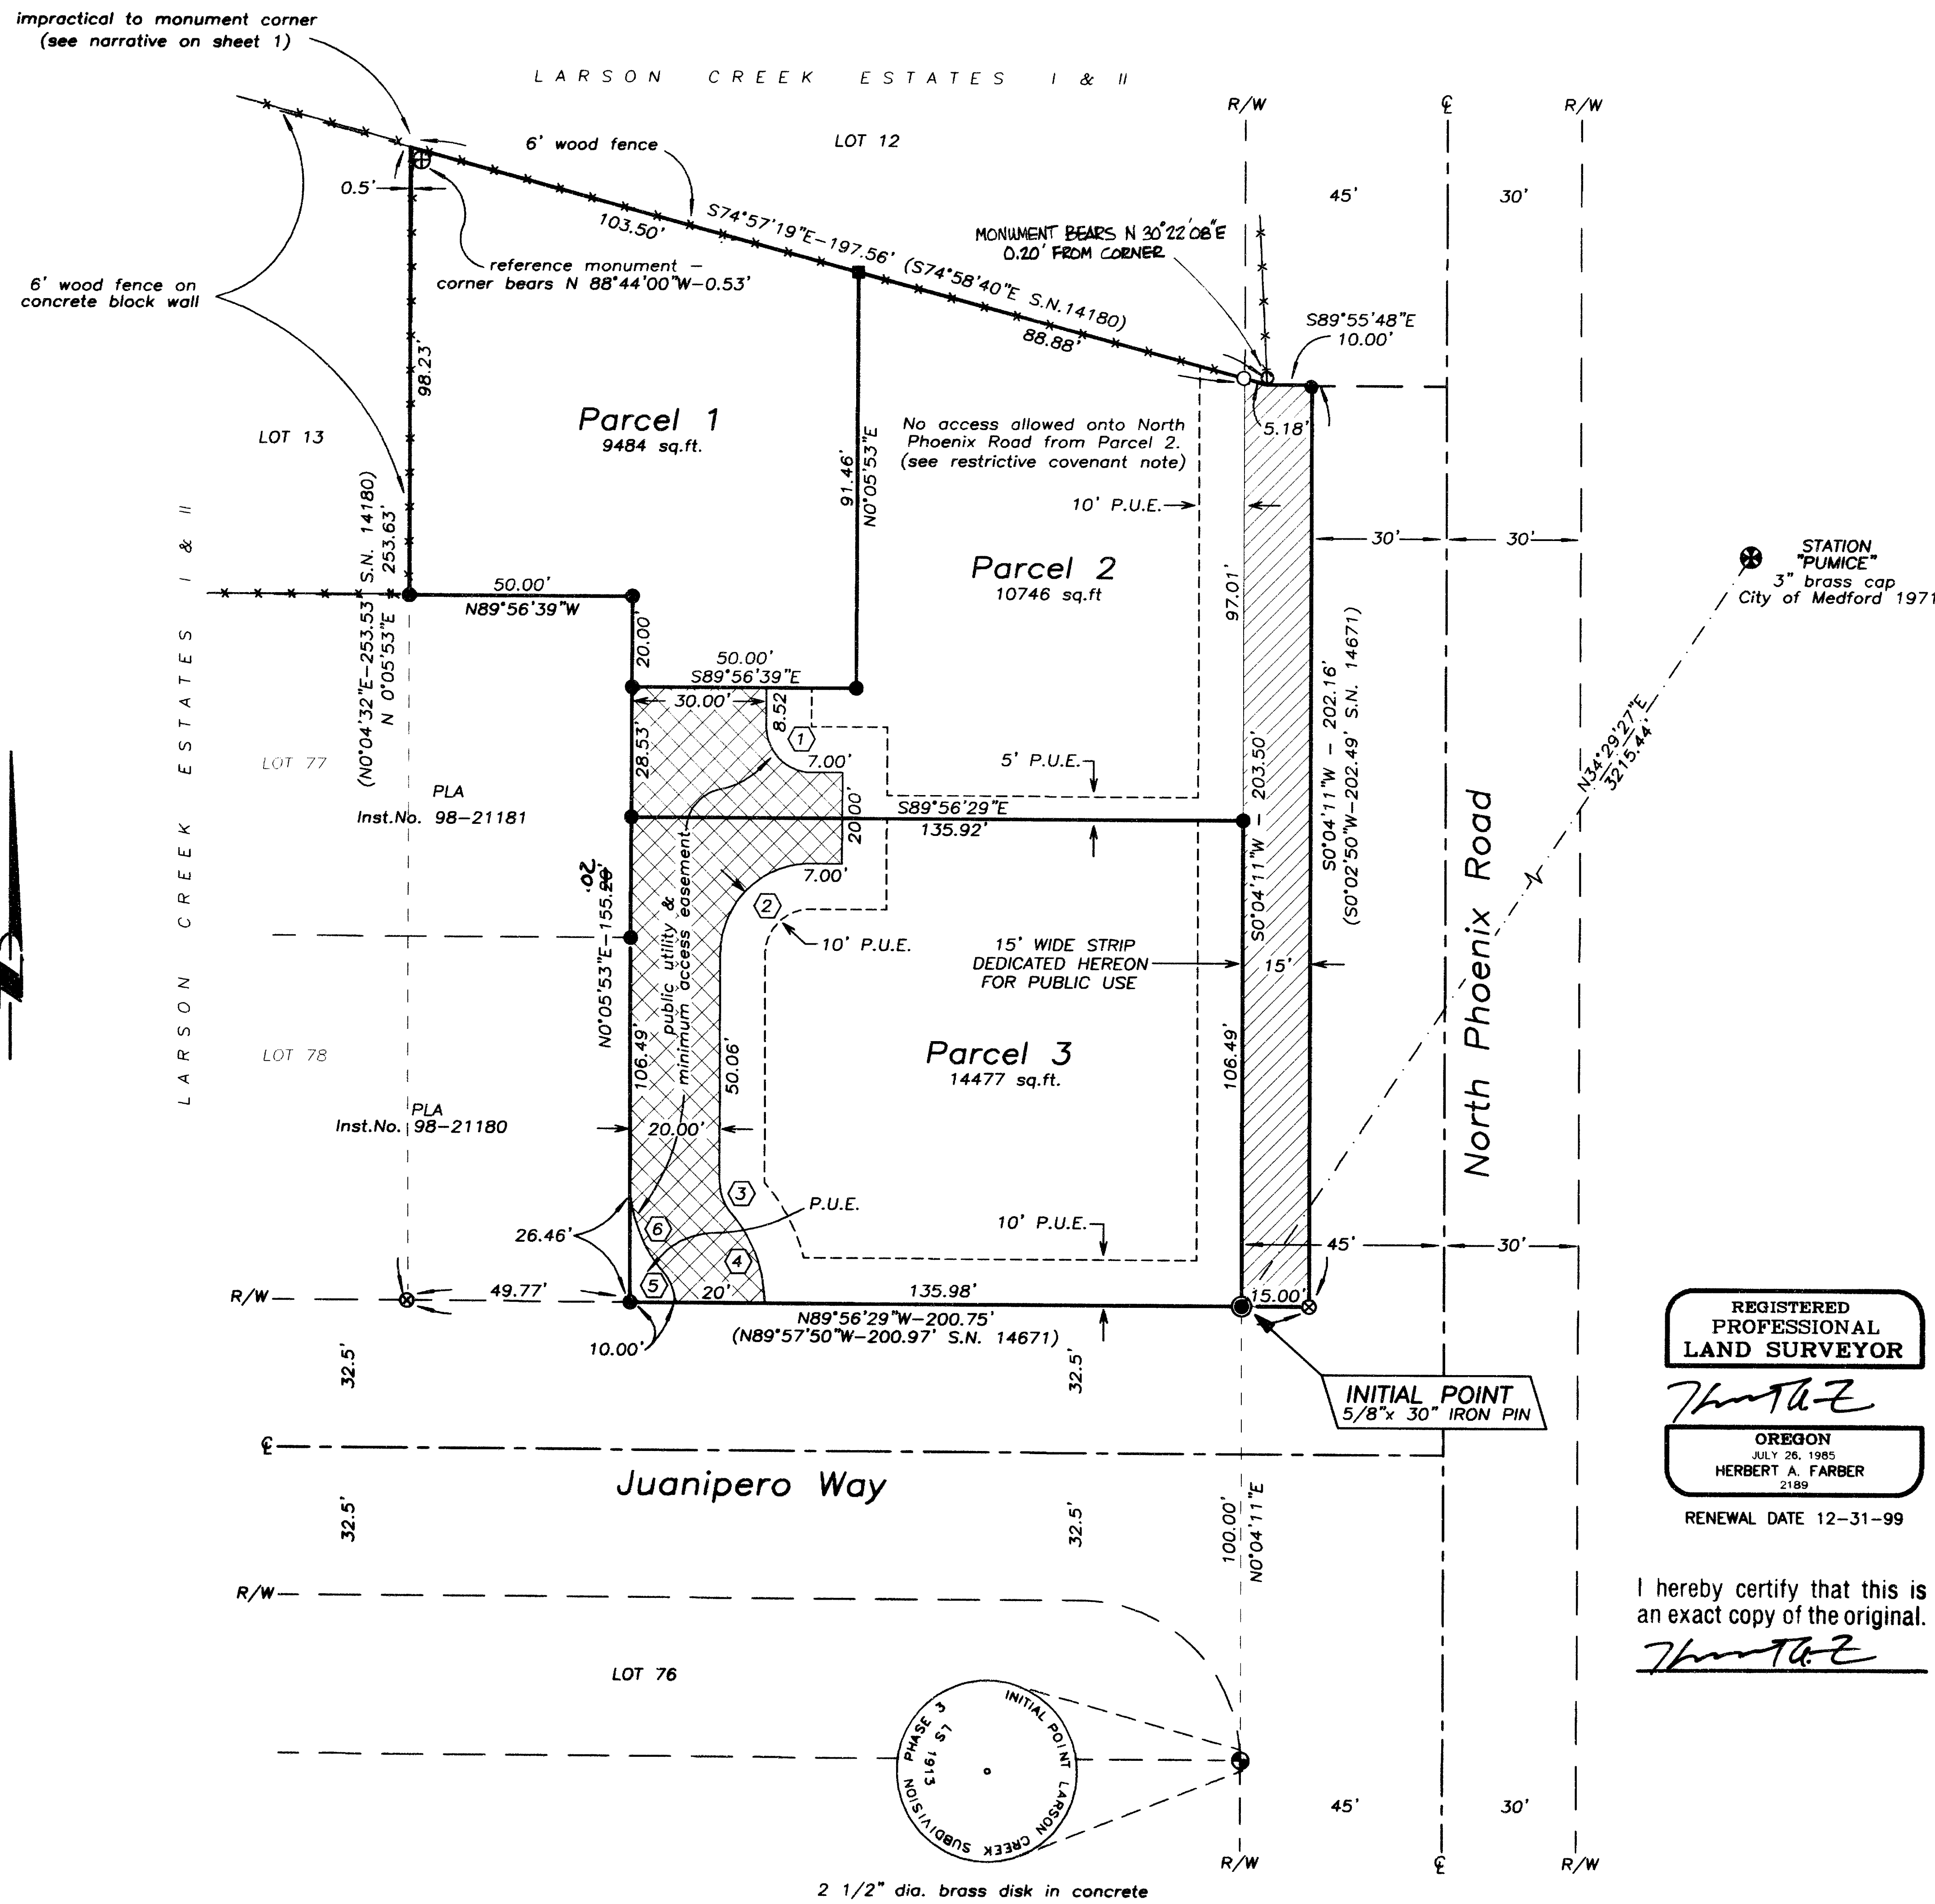 impractical to monument corner
(see narrative on sheet 1)
LARSON CREEK ESTATES I & II
R/W
℄
R/W
LOT 12
6' wood fence
45'
30'
0.5'
103.50'
S74°57'19"E-197.56' (S74°58'40"E S.N.14180)
88.88'
MONUMENT BEARS N 30°22'08"E
0.20' FROM CORNER
reference monument -
corner bears N 88°44'00"W-0.53'
6' wood fence on
concrete block wall
S89°55'48"E
10.00'
5.18'
98.23'
Parcel 1
9484 sq.ft.
LOT 13
No access allowed onto North
Phoenix Road from Parcel 2.
(see restrictive covenant note)
91.46'
N0°05'53"E
10' P.U.E.
(N0°04'32"E-253.53 S.N. 14180)
N 0°05'53"E 253.63'
LARSON CREEK ESTATES I & II
30'
30'
STATION
"PUMICE"
3" brass cap
City of Medford 1971
Parcel 2
10746 sq.ft
97.01'
50.00'
N89°56'39"W
20.00'
50.00'
S89°56'39"E
30.00'
8.52
1
7.00'
28.53'
20.00'
5' P.U.E.
S0°04'11"W - 203.50'
S0°04'11"W - 202.16'
(S0°02'50"W-202.49' S.N. 14671)
N34°29'27"E
3215.44'
LOT 77
PLA
Inst.No. 98-21181
S89°56'29"E
135.92'
7.00'
2
.02
N0°05'53"E-155.20'
10' P.U.E.
public utility &
minimum access easement
15' WIDE STRIP
DEDICATED HEREON
FOR PUBLIC USE
15'
North Phoenix Road
LOT 78
106.49'
50.06'
Parcel 3
14477 sq.ft.
106.49'
PLA
Inst.No. 98-21180
20.00'
3
P.U.E.
6
26.46'
4
10' P.U.E.
45'
30'
5
R/W
49.77'
20'
135.98'
15.00'
N89°56'29"W-200.75'
(N89°57'50"W-200.97' S.N. 14671)
10.00'
32.5'
32.5'
INITIAL POINT
5/8"x 30" IRON PIN
REGISTERED
PROFESSIONAL
LAND SURVEYOR
OREGON
JULY 26, 1985
HERBERT A. FARBER
2189
RENEWAL DATE 12-31-99
℄
Juanipero Way
32.5'
32.5'
100.00'
N0°04'11"E
R/W
I hereby certify that this is
an exact copy of the original.
LOT 76
INITIAL POINT LARSON CREEK SUBDIVISION PHASE 3
LS 1913
45'
30'
R/W
℄
R/W
2 1/2" dia. brass disk in concrete